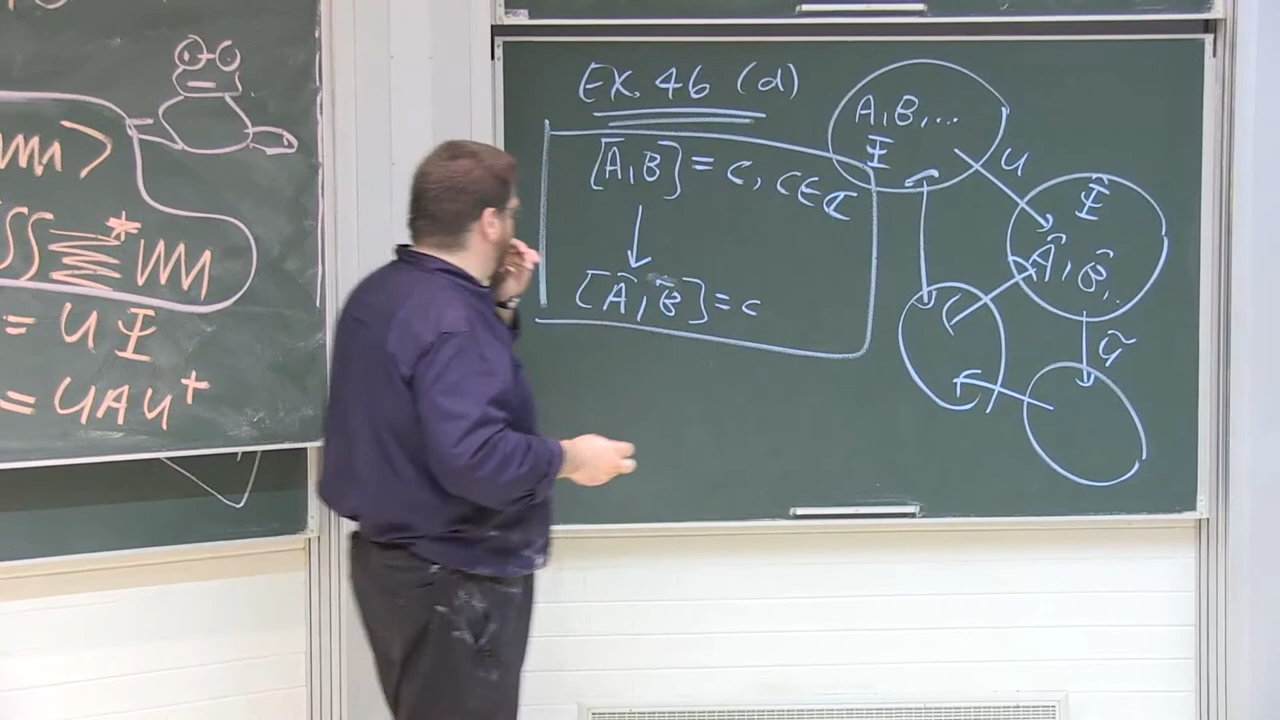 = U Ψ
= U A U⁺
EX. 46 (d)
[A, B] = c, c ∈ ℂ
[Â, B̂] = c
A, B, ...
Ψ
U
Ψ̂
Â, B̂, ..
Ũ